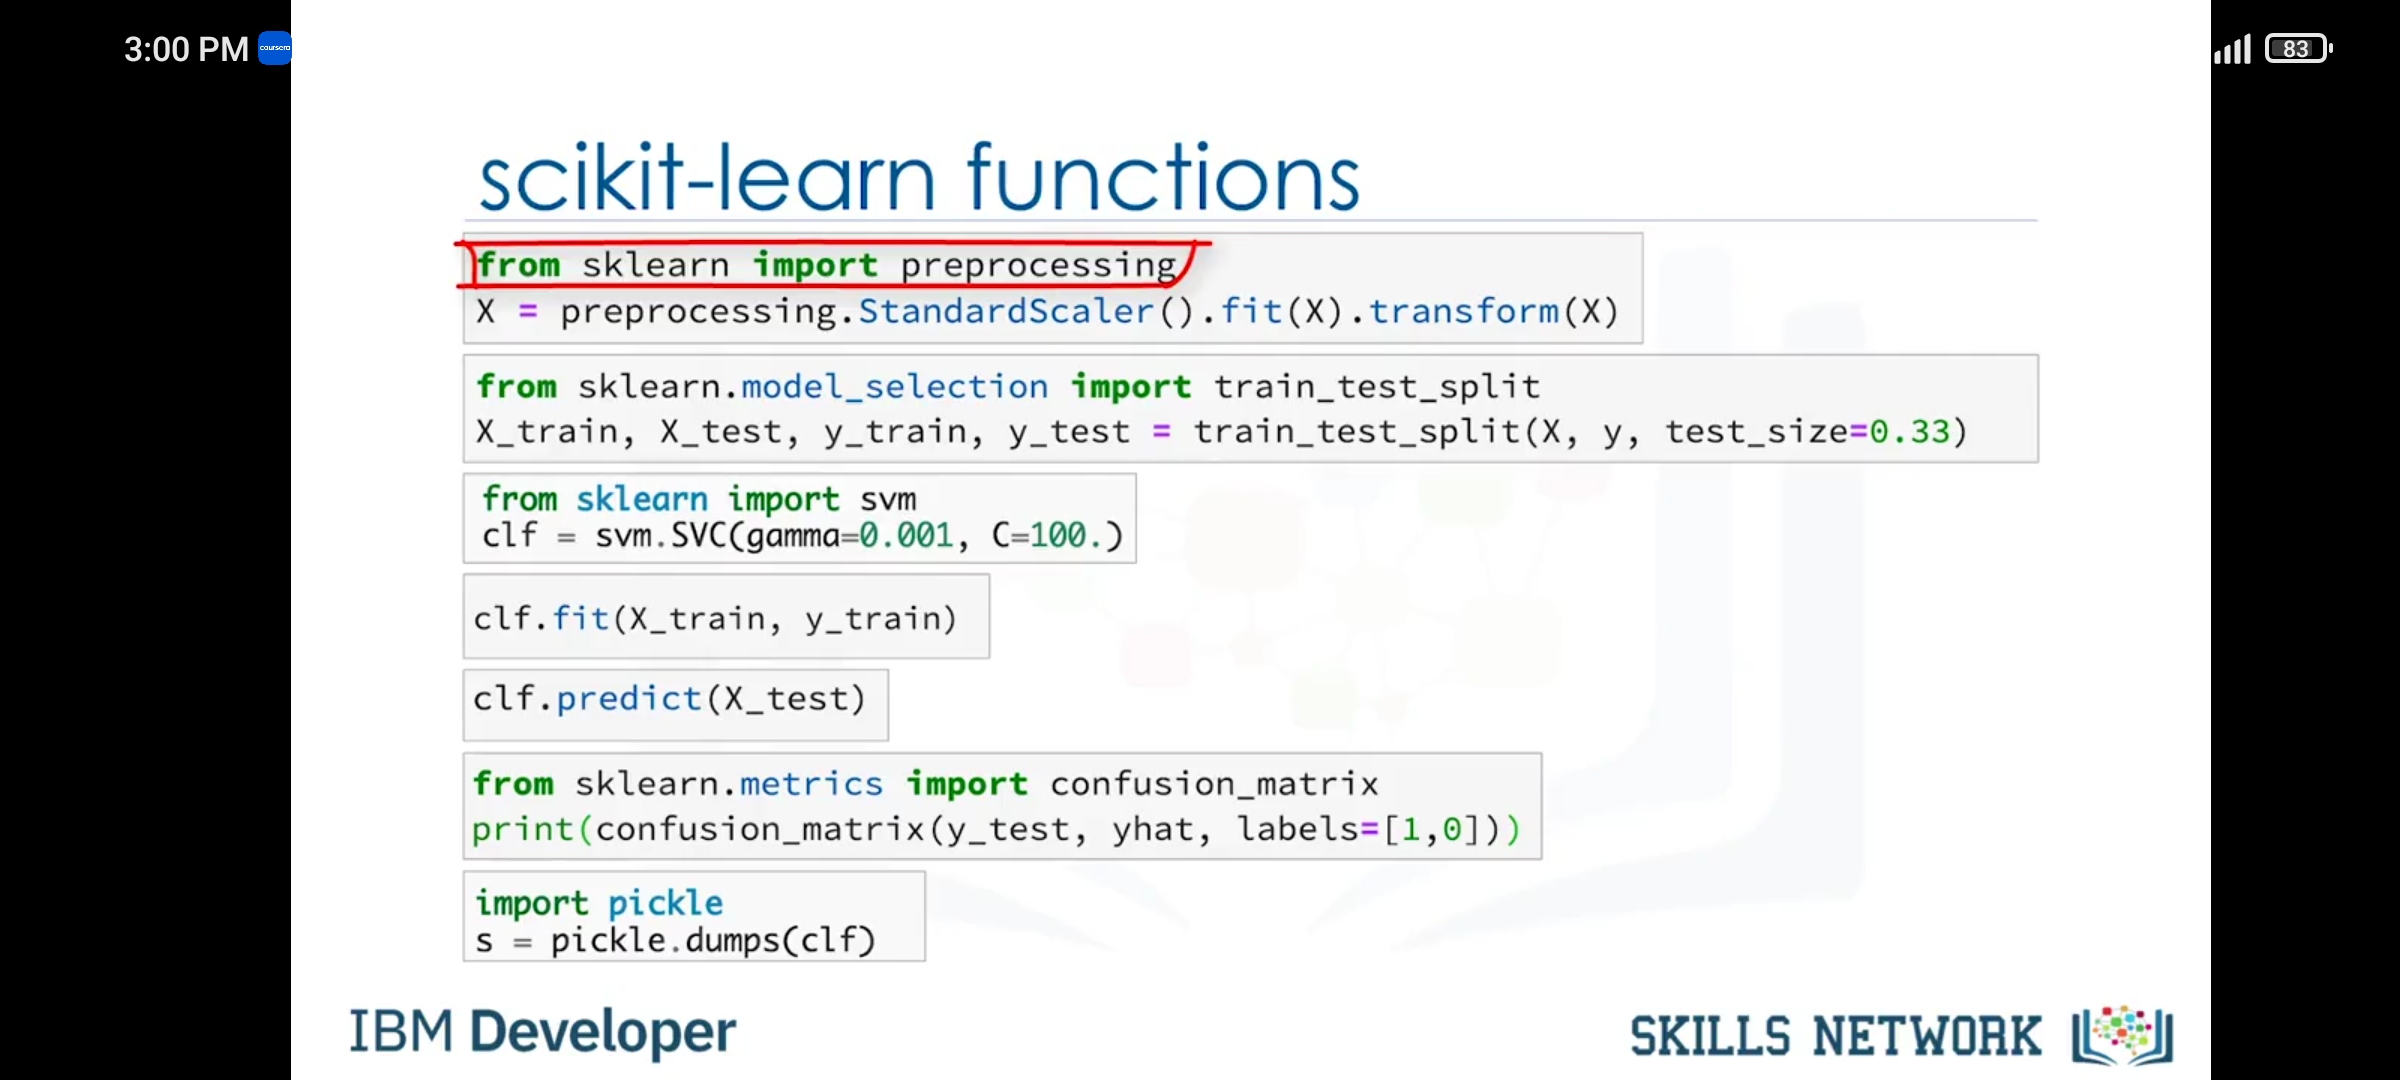 3:00 PM
coursera
83
scikit-learn functions
from sklearn import preprocessing
X = preprocessing.StandardScaler().fit(X).transform(X)
from sklearn.model_selection import train_test_split
X_train, X_test, y_train, y_test = train_test_split(X, y, test_size=0.33)
from sklearn import svm
clf = svm.SVC(gamma=0.001, C=100.)
clf.fit(X_train, y_train)
clf.predict(X_test)
from sklearn.metrics import confusion_matrix
print(confusion_matrix(y_test, yhat, labels=[1,0]))
import pickle
s = pickle.dumps(clf)
IBM Developer
SKILLS NETWORK